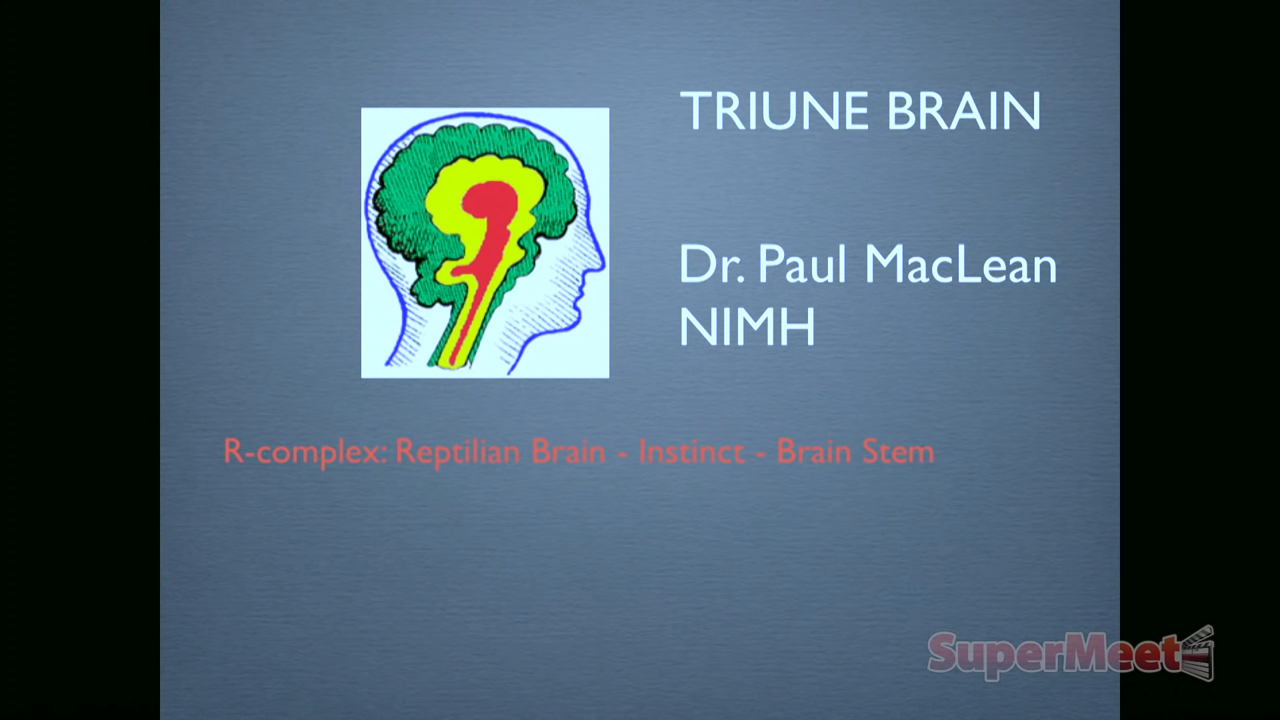 TRIUNE BRAIN
Dr. Paul MacLean
NIMH
R-complex: Reptilian Brain - Instinct - Brain Stem
SuperMeet